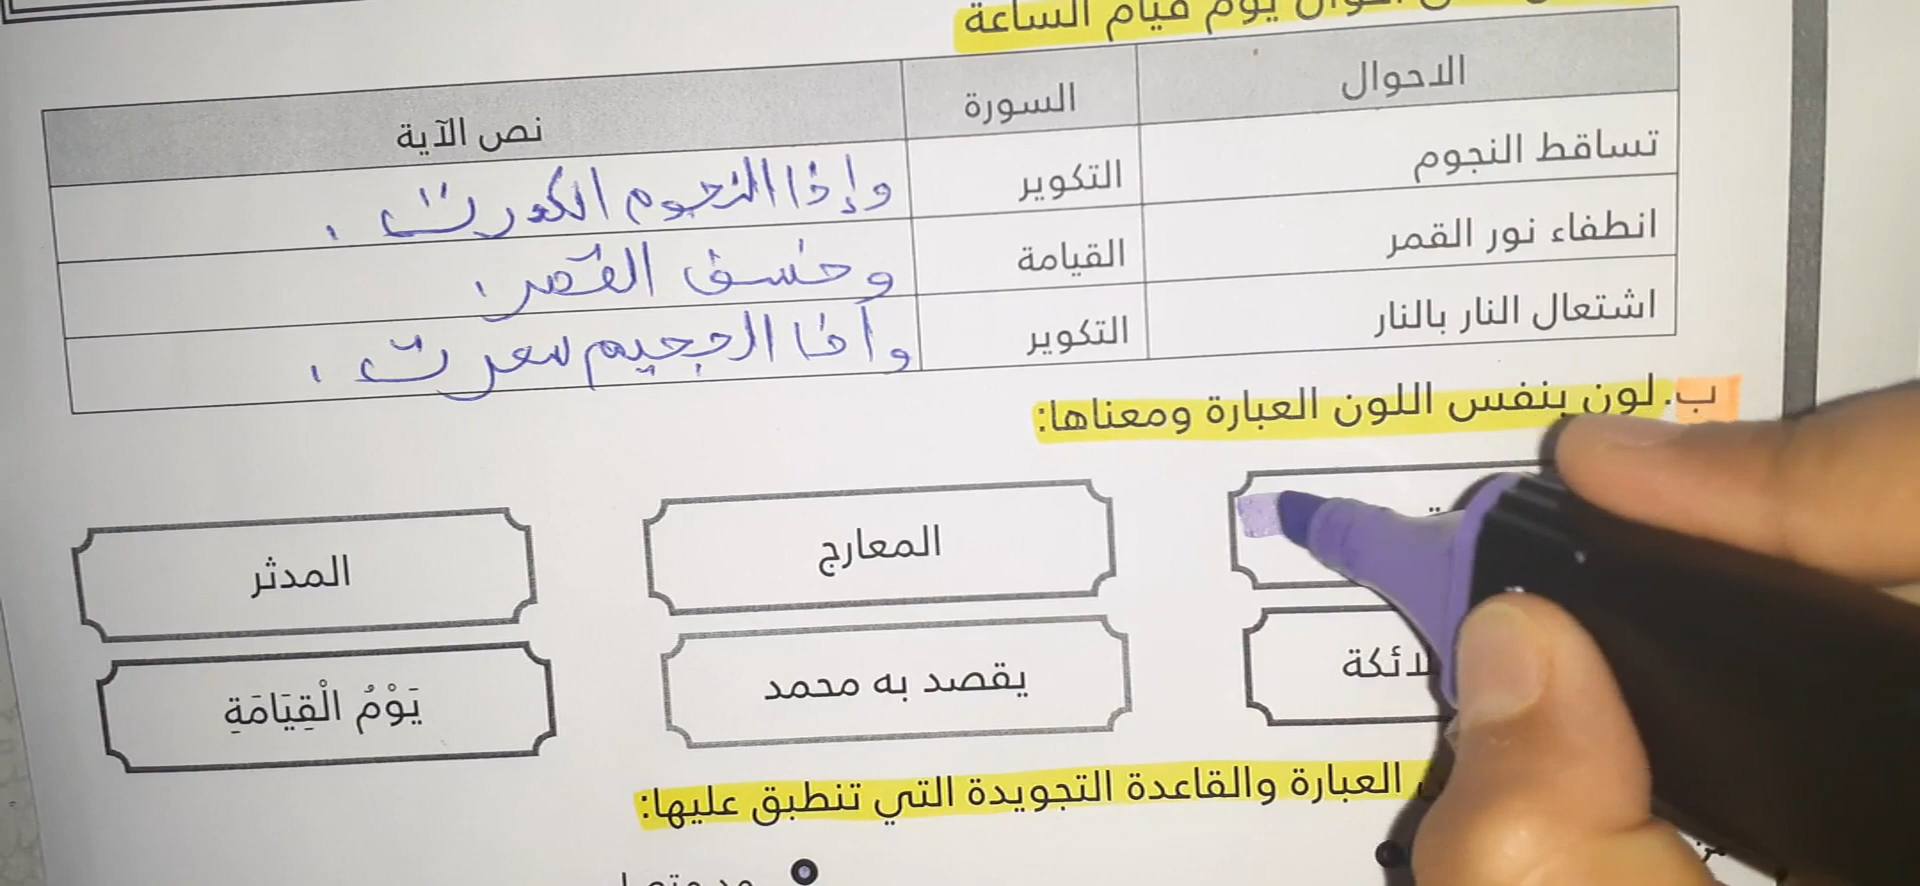 يوم قيام الساعة
الاحوال السورة نص الآية
تساقط النجوم التكوير وإذا النجوم انكدرت .
انطفاء نور القمر القيامة وخسف القمر.
اشتعال النار بالنار التكوير وإذا الجحيم سعرت .
ب. لون بنفس اللون العبارة ومعناها:
المعارج المدثر
يقصد به محمد يَوْمُ الْقِيَامَةِ
العبارة والقاعدة التجويدة التي تنطبق عليها: